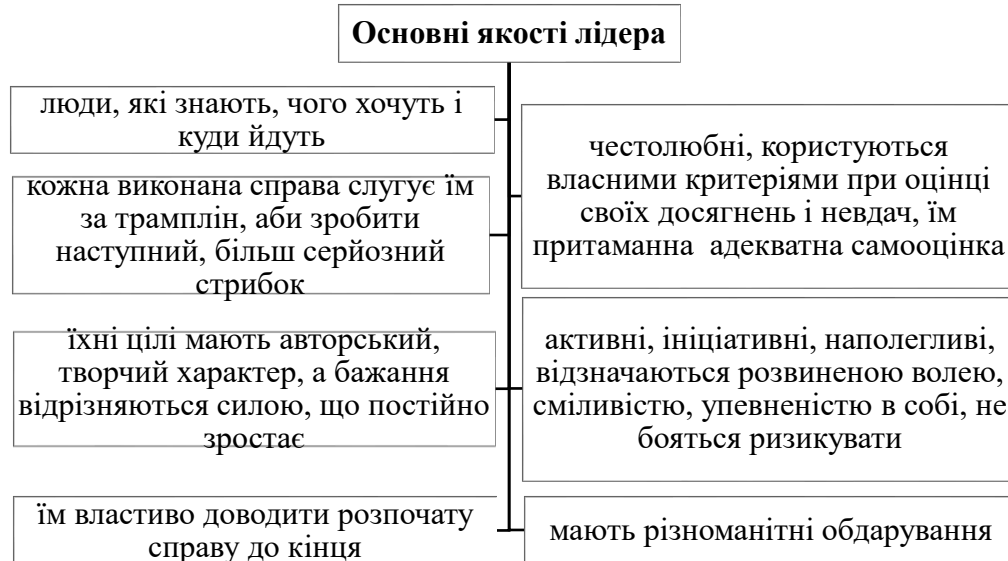 Основні якості лідера
люди, які знають, чого хочуть і
куди йдуть
честолюбні, користуються
власними критеріями при оцінці
своїх досягнень і невдач, їм
притаманна адекватна самооцінка
кожна виконана справа слугує їм
за трамплін, аби зробити
наступний, більш серйозний
стрибок
їхні цілі мають авторський,
творчий характер, а бажання
відрізняються силою, що постійно
зростає
активні, ініціативні, наполегливі,
відзначаються розвиненою волею,
сміливістю, упевненістю в собі, не
бояться ризикувати
їм властиво доводити розпочату
справу до кінця
мають різноманітні обдарування